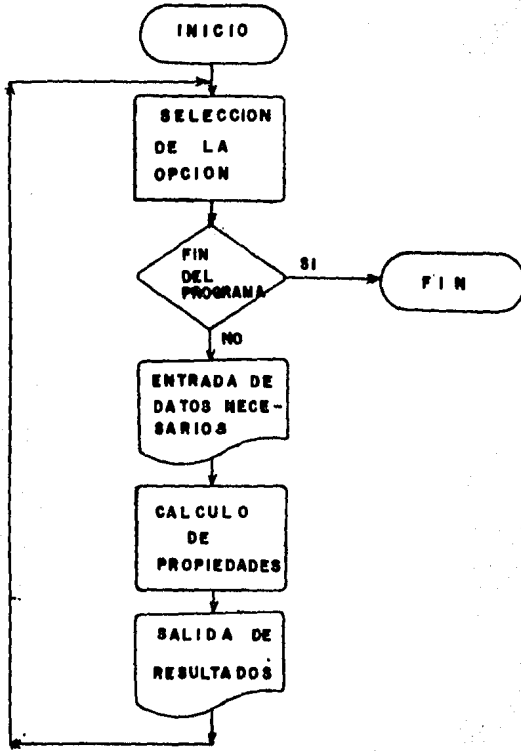 INICIO
SELECCION
DE LA
OPCION
FIN
DEL
PROGRAMA
SI
FIN
NO
ENTRADA DE
DATOS NECE-
SARIOS
CALCULO
DE
PROPIEDADES
SALIDA DE
RESULTADOS